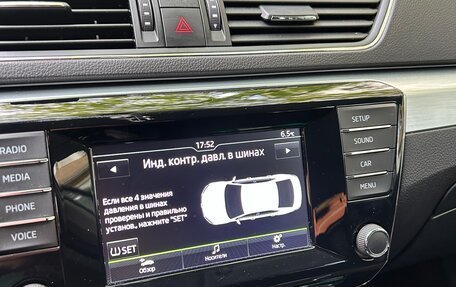 RADIO
MEDIA
PHONE
VOICE
17:52
6.5
Инд. контр. давл. в шинах
Если все 4 значения
давления в шинах
проверены и правильно
установ., нажмите "SET"
SET
Обзор
Носители
Настр.
SETUP
SOUND
CAR
MENU